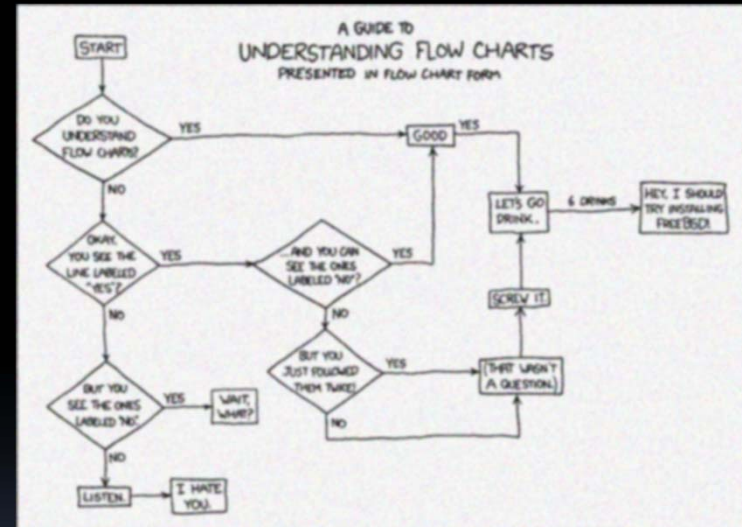 A GUIDE TO
UNDERSTANDING FLOW CHARTS
PRESENTED IN FLOW CHART FORM
START
DO YOU
UNDERSTAND
FLOW CHARTS?
YES
GOOD
YES
NO
LET'S GO
DRINK.
6 DRINKS
HEY, I SHOULD
TRY INSTALLING
FREEBSD!
OKAY,
YOU SEE THE
LINE LABELED
"YES"?
YES
...AND YOU CAN
SEE THE ONES
LABELED "NO"?
YES
NO
NO
SCREW IT.
BUT YOU
JUST FOLLOWED
THEM TWICE!
YES
(THAT WASN'T
A QUESTION.)
NO
BUT YOU
SEE THE ONES
LABELED "NO".
YES
WAIT,
WHAT?
NO
LISTEN.
I HATE
YOU.